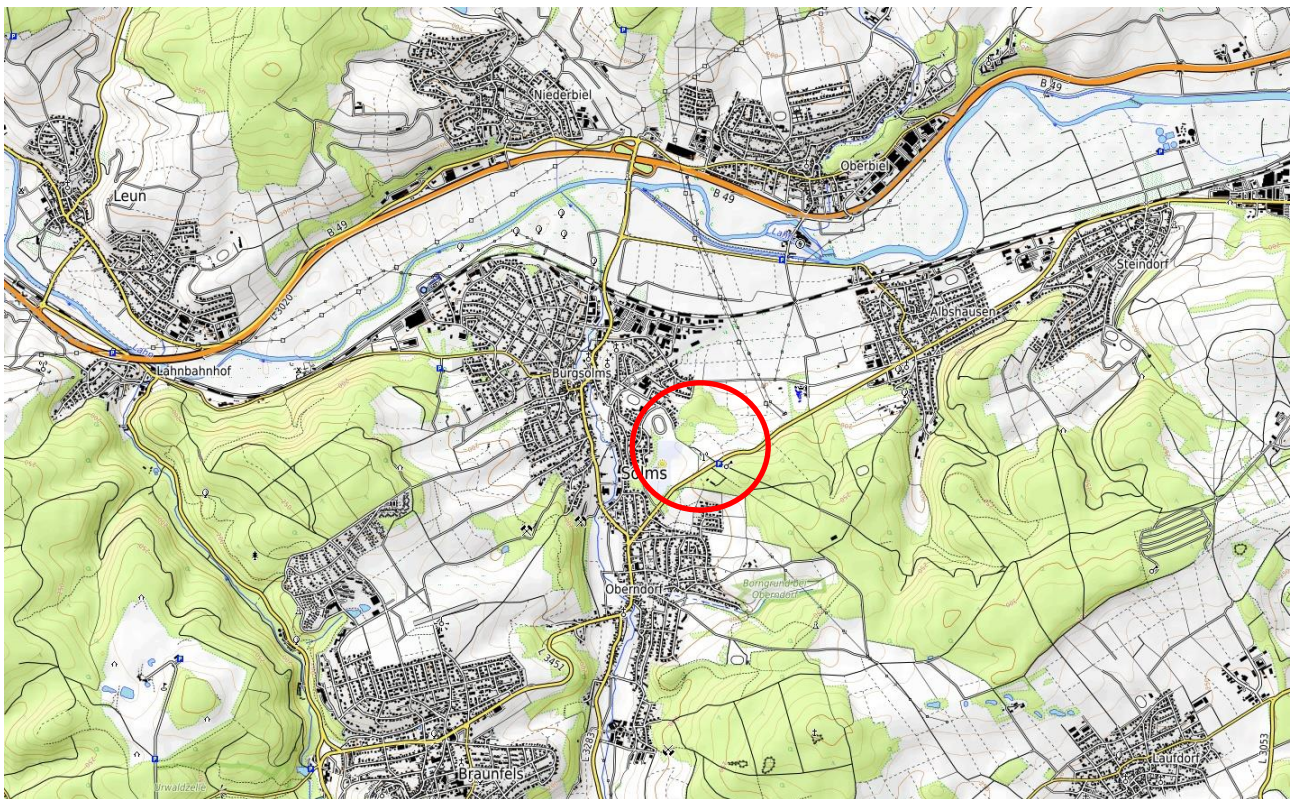 Niederbiel
Oberbiel
Leun
B 49
B 49
B 49
Lahn
Steindorf
L 3020
Albshausen
Lahn
Lahnbahnhof
Burgsolms
Solms
Borngrund bei
Oberndorf
Oberndorf
L 3451
L 3283
L 3053
Laufdorf
Braunfels
Urwaldzelle